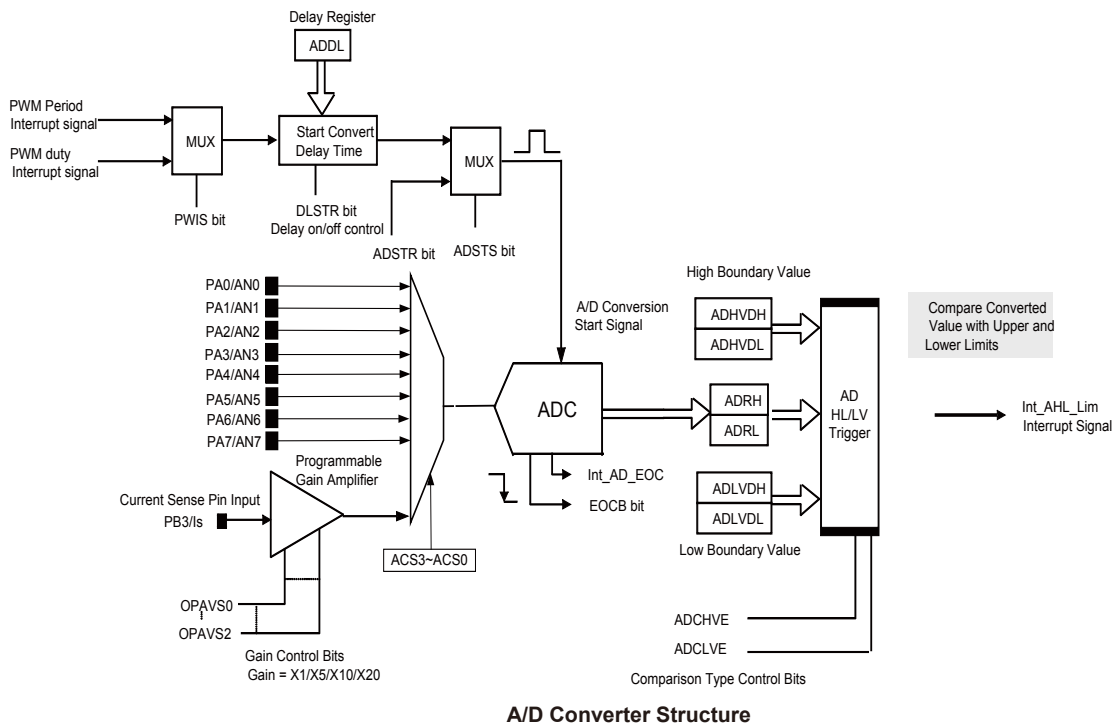 Delay Register
ADDL
PWM Period
Interrupt signal
PWM duty
Interrupt signal
MUX
Start Convert
Delay Time
MUX
PWIS bit
DLSTR bit
Delay on/off control
ADSTR bit
ADSTS bit
PA0/AN0
PA1/AN1
PA2/AN2
PA3/AN3
PA4/AN4
PA5/AN5
PA6/AN6
PA7/AN7
A/D Conversion
Start Signal
High Boundary Value
ADHVDH
ADHVDL
Compare Converted
Value with Upper and
Lower Limits
ADC
ADRH
ADRL
AD
HL/LV
Trigger
Int_AHL_Lim
Interrupt Signal
Programmable
Gain Amplifier
Int_AD_EOC
EOCB bit
ADLVDH
ADLVDL
Low Boundary Value
Current Sense Pin Input
PB3/Is
ACS3~ACS0
OPAVS0
OPAVS2
Gain Control Bits
Gain = X1/X5/X10/X20
ADCHVE
ADCLVE
Comparison Type Control Bits
A/D Converter Structure